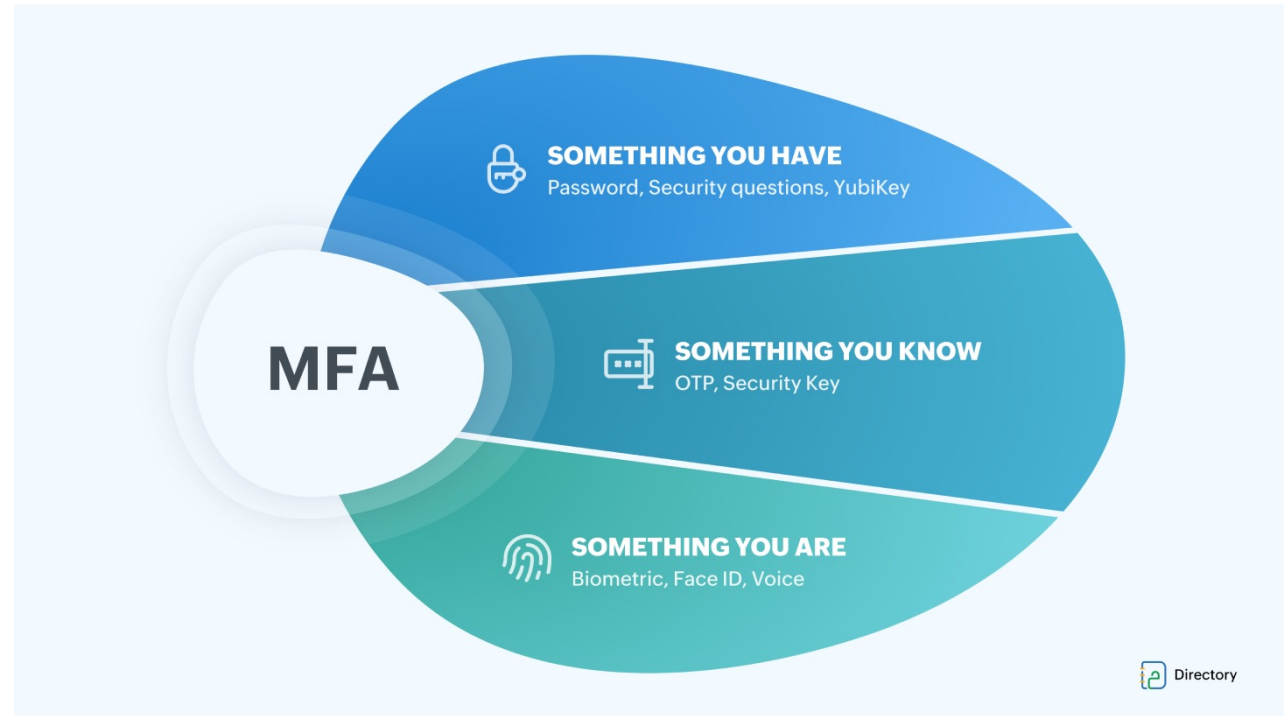 SOMETHING YOU HAVE
Password, Security questions, YubiKey
MFA
SOMETHING YOU KNOW
OTP, Security Key
SOMETHING YOU ARE
Biometric, Face ID, Voice
Directory